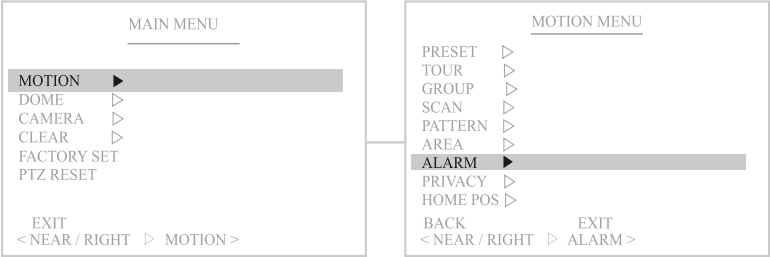 MAIN MENU
MOTION ▶
DOME ▷
CAMERA ▷
CLEAR ▷
FACTORY SET
PTZ RESET
EXIT
< NEAR / RIGHT ▷ MOTION >
MOTION MENU
PRESET ▷
TOUR ▷
GROUP ▷
SCAN ▷
PATTERN ▷
AREA ▷
ALARM ▶
PRIVACY ▷
HOME POS ▷
BACK EXIT
< NEAR / RIGHT ▷ ALARM >